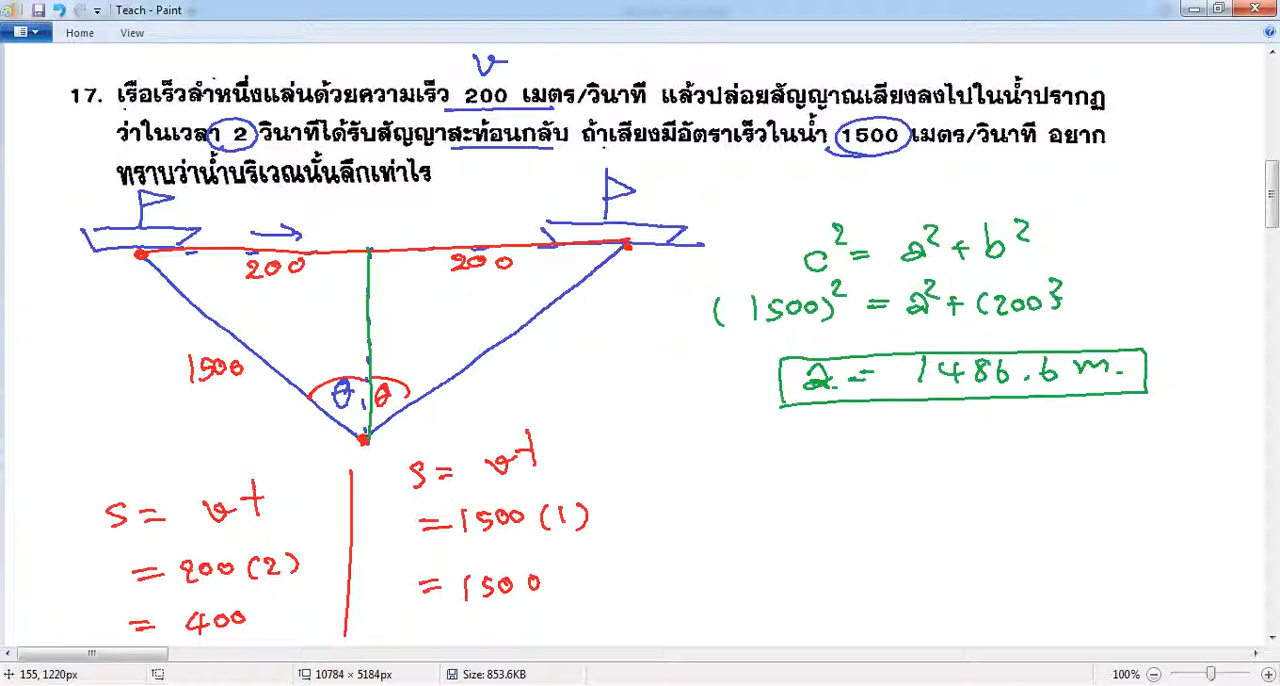 Teach - Paint
Home View
v
17. เรือเร็วลำหนึ่งแล่นด้วยความเร็ว 200 เมตร/วินาที แล้วปล่อยสัญญาณเสียงลงไปในน้ำปรากฏ
ว่าในเวลา 2 วินาทีได้รับสัญญาสะท้อนกลับ ถ้าเสียงมีอัตราเร็วในน้ำ 1500 เมตร/วินาที อยาก
ทราบว่าน้ำบริเวณนั้นลึกเท่าไร
200 200
1500
θ θ
c² = a² + b²
(1500)² = a² + (200)²
a = 1486.6 m.
S = vt
= 200 (2)
= 400
S = vt
= 1500 (1)
= 1500
155, 1220px 10784 × 5184px Size: 853.6KB 100%